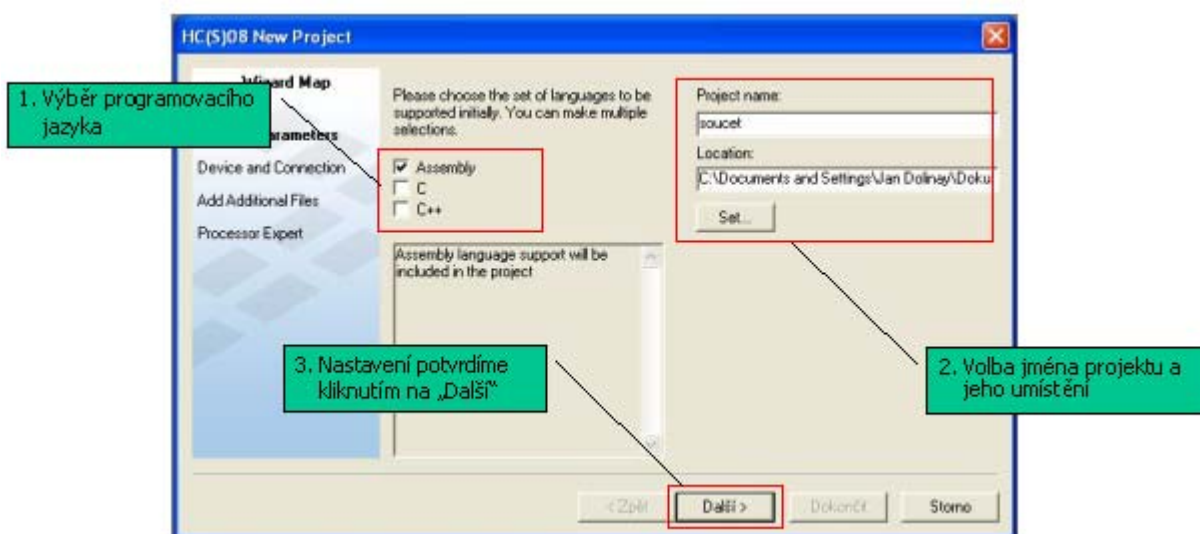 HC(S)08 New Project
Wizard Map
1. Výběr programovacího
jazyka
Parameters
Device and Connection
Add Additional Files
Processor Expert
Please choose the set of languages to be
supported initially. You can make multiple
selections.
Assembly
C
C++
Assembly language support will be
included in the project
Project name:
soucet
Location:
C:\Documents and Settings\Jan Dolinay\Doku
Set...
3. Nastavení potvrdíme
kliknutím na „Další“
2. Volba jména projektu a
jeho umístění
< Zpět
Další >
Dokončit
Storno